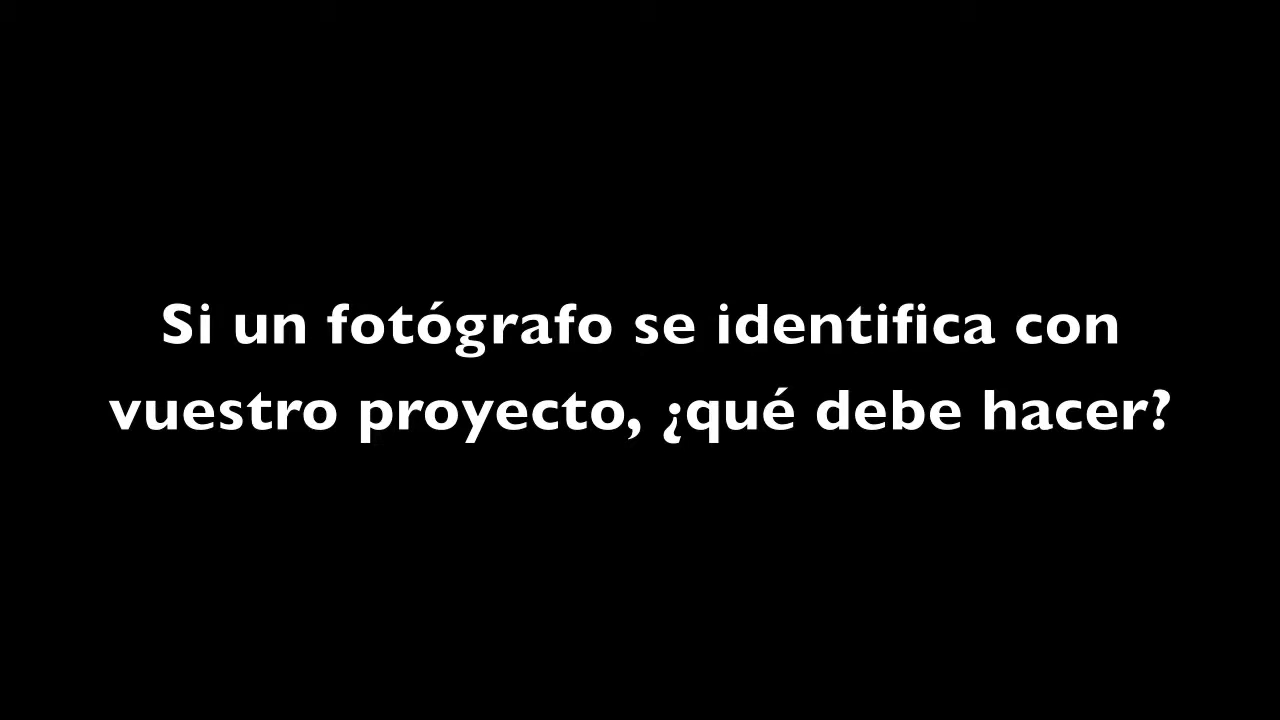 Si un fotógrafo se identifica con
vuestro proyecto, ¿qué debe hacer?